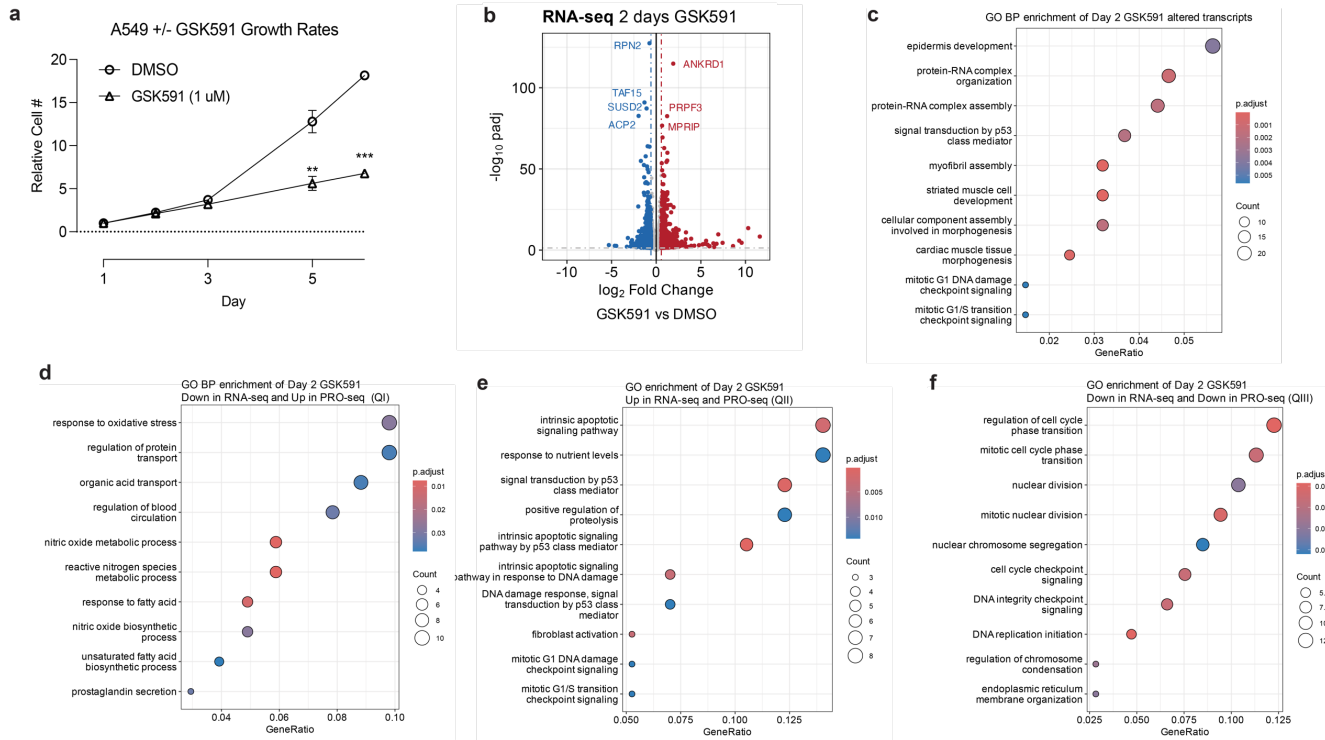 a
A549 +/- GSK591 Growth Rates
20
15
10
5
0
Relative Cell #
DMSO
GSK591 (1 uM)
**
***
1
3
5
Day
b
RNA-seq 2 days GSK591
RPN2
ANKRD1
TAF15
SUSD2
PRPF3
ACP2
MPRIP
100
-50
0
-log10 padj
-10
-5
0
5
10
log2 Fold Change
GSK591 vs DMSO
c
GO BP enrichment of Day 2 GSK591 altered transcripts
epidermis development
protein-RNA complex
organization
protein-RNA complex assembly
signal transduction by p53
class mediator
myofibril assembly
striated muscle cell
development
cellular component assembly
involved in morphogenesis
cardiac muscle tissue
morphogenesis
mitotic G1 DNA damage
checkpoint signaling
mitotic G1/S transition
checkpoint signaling
0.02
0.03
0.04
0.05
GeneRatio
p.adjust
0.001
0.002
0.003
0.004
0.005
Count
10
15
20
d
GO BP enrichment of Day 2 GSK591
Down in RNA-seq and Up in PRO-seq (QI)
response to oxidative stress
regulation of protein
transport
organic acid transport
regulation of blood
circulation
nitric oxide metabolic process
reactive nitrogen species
metabolic process
response to fatty acid
nitric oxide biosynthetic
process
unsaturated fatty acid
biosynthetic process
prostaglandin secretion
0.04
0.06
0.08
0.10
GeneRatio
p.adjust
0.01
0.02
0.03
Count
4
6
8
10
e
GO enrichment of Day 2 GSK591
Up in RNA-seq and PRO-seq (QII)
intrinsic apoptotic
signaling pathway
response to nutrient levels
signal transduction by p53
class mediator
positive regulation of
proteolysis
intrinsic apoptotic signaling
pathway by p53 class mediator
intrinsic apoptotic signaling
pathway in response to DNA damage
DNA damage response, signal
transduction by p53 class
mediator
fibroblast activation
mitotic G1 DNA damage
checkpoint signaling
mitotic G1/S transition
checkpoint signaling
0.050
0.075
0.100
0.125
GeneRatio
p.adjust
0.005
0.010
Count
3
4
5
6
7
8
f
GO enrichment of Day 2 GSK591
Down in RNA-seq and Down in PRO-seq (QIII)
regulation of cell cycle
phase transition
mitotic cell cycle phase
transition
nuclear division
mitotic nuclear division
nuclear chromosome segregation
cell cycle checkpoint
signaling
DNA integrity checkpoint
signaling
DNA replication initiation
regulation of chromosome
condensation
endoplasmic reticulum
membrane organization
0.025
0.050
0.075
0.100
0.125
GeneRatio
p.adju
0.0
0.0
0.0
0.0
0.0
Count
5.
7.
10
12